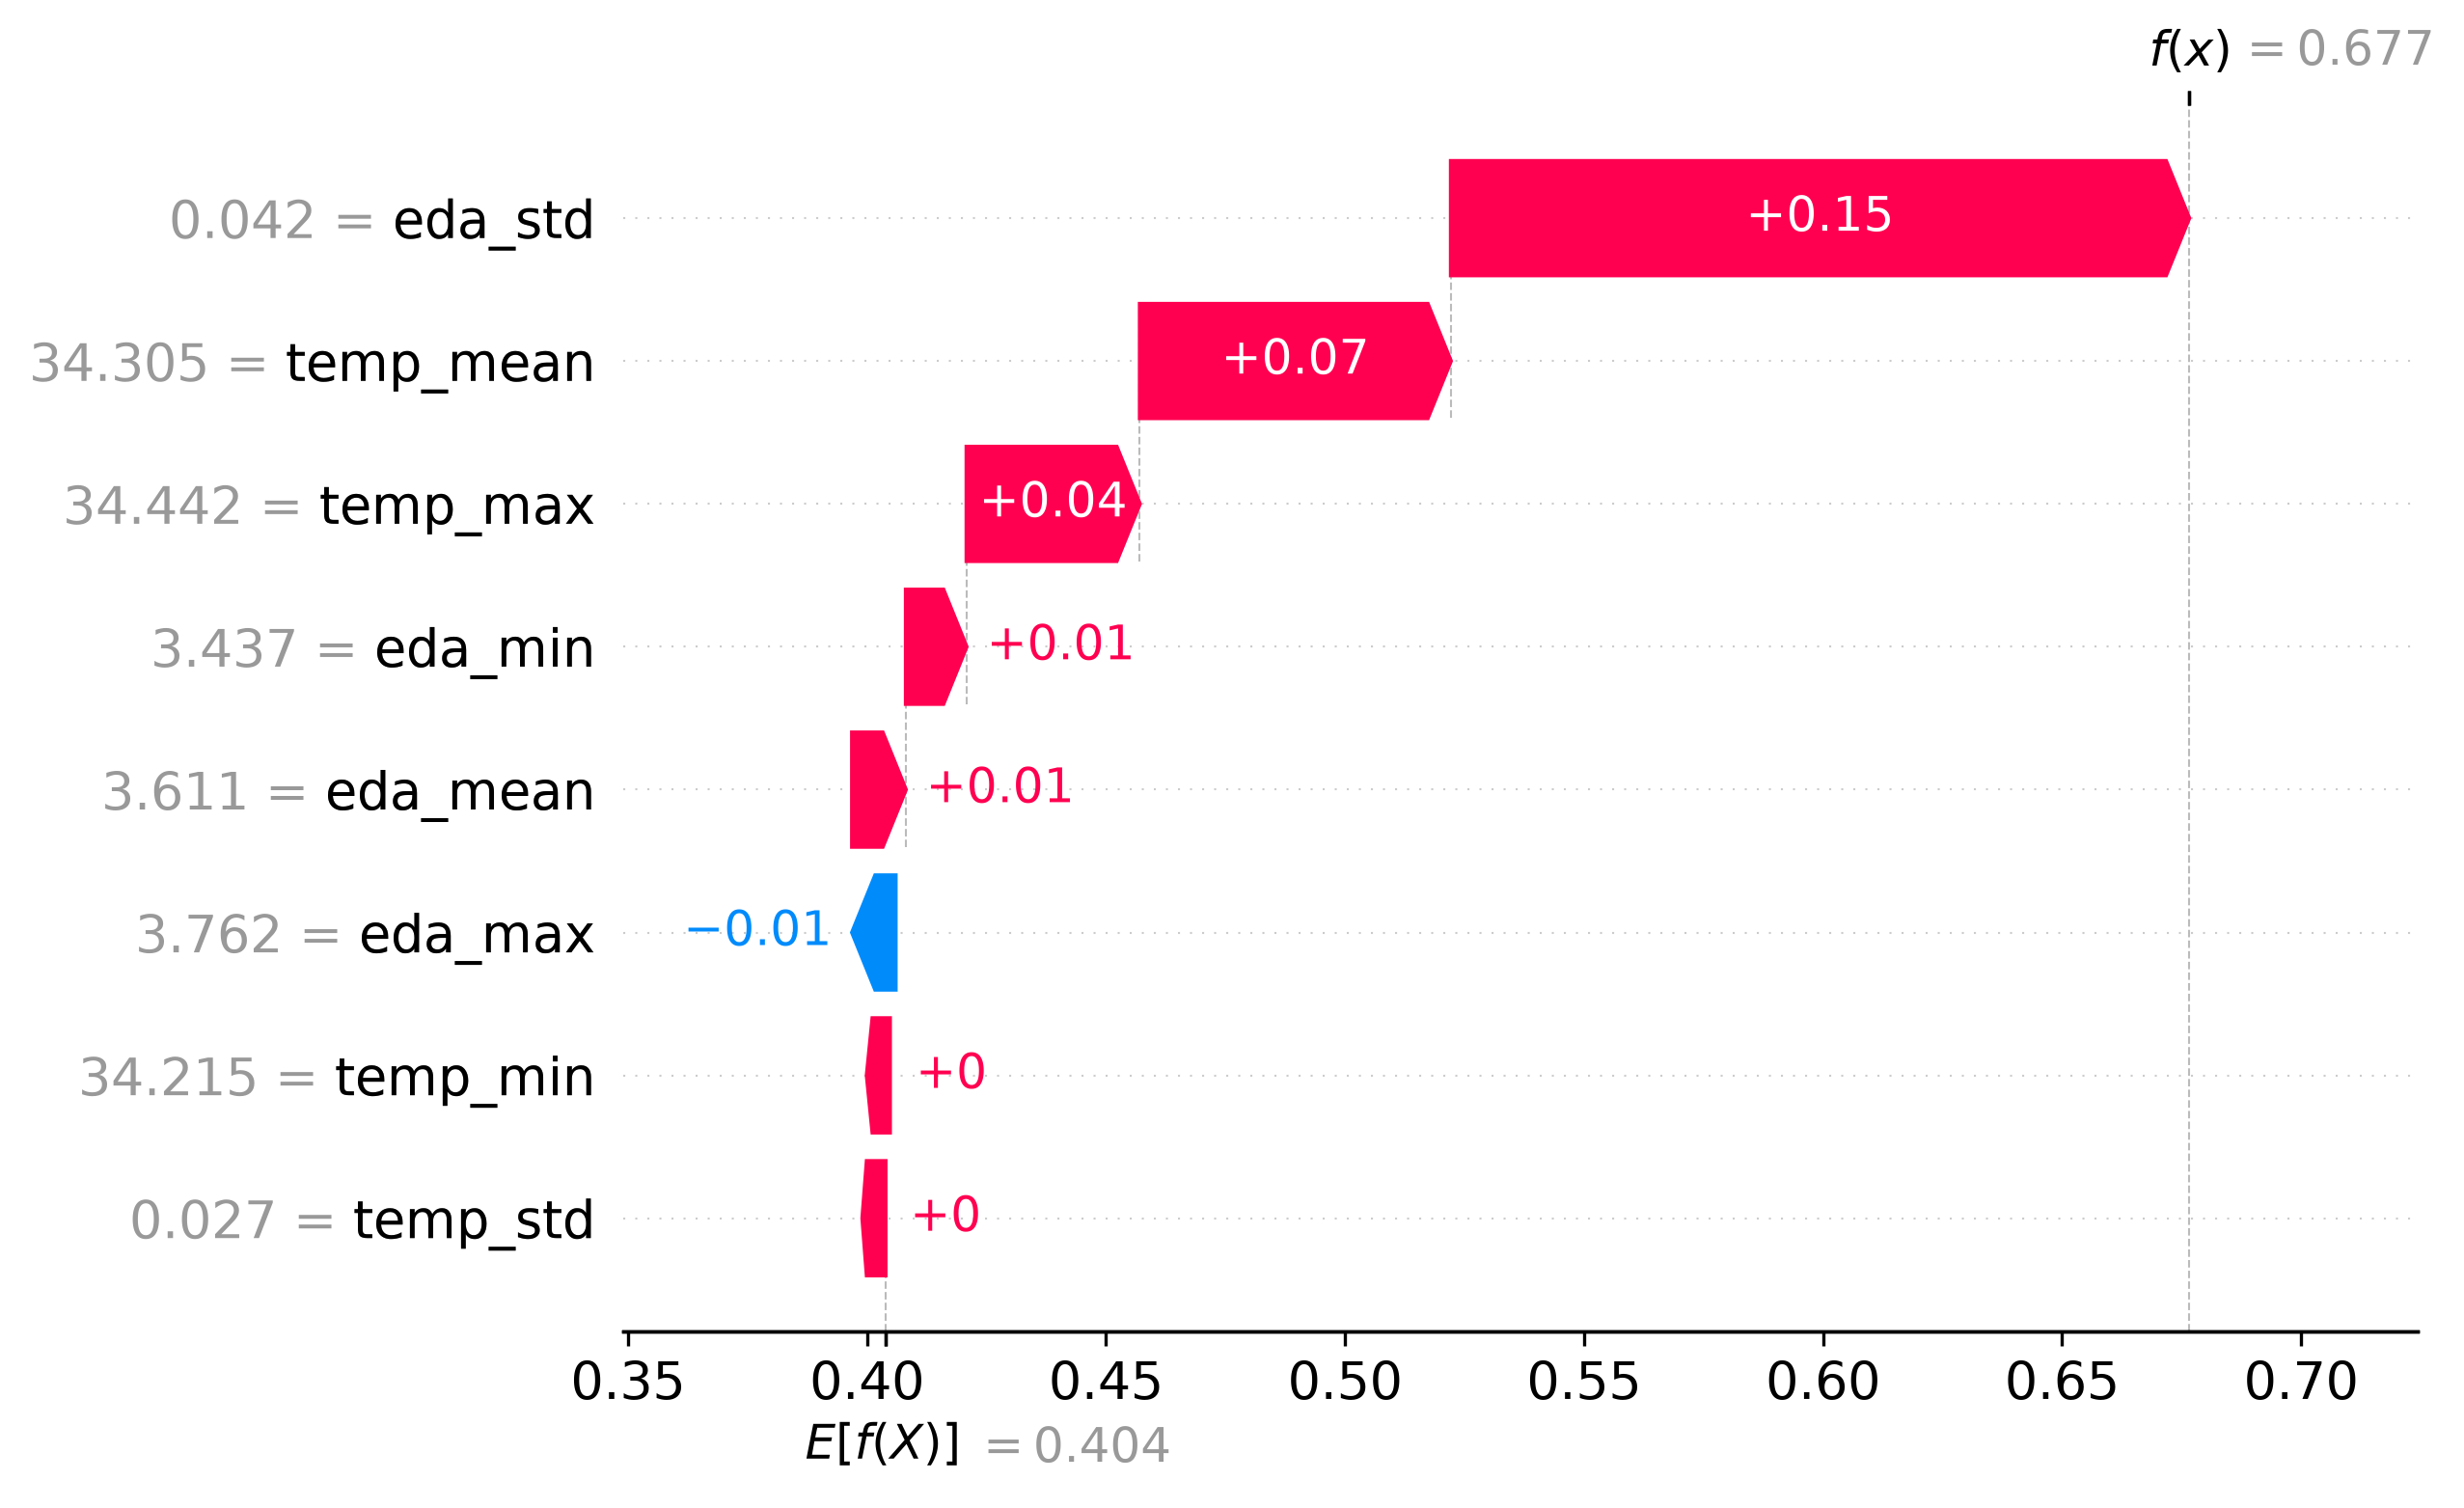 f(x) = 0.677
0.042 = eda_std +0.15
34.305 = temp_mean +0.07
34.442 = temp_max +0.04
3.437 = eda_min +0.01
3.611 = eda_mean +0.01
3.762 = eda_max −0.01
34.215 = temp_min +0
0.027 = temp_std +0
0.35 0.40 0.45 0.50 0.55 0.60 0.65 0.70
E[f(X)] = 0.404